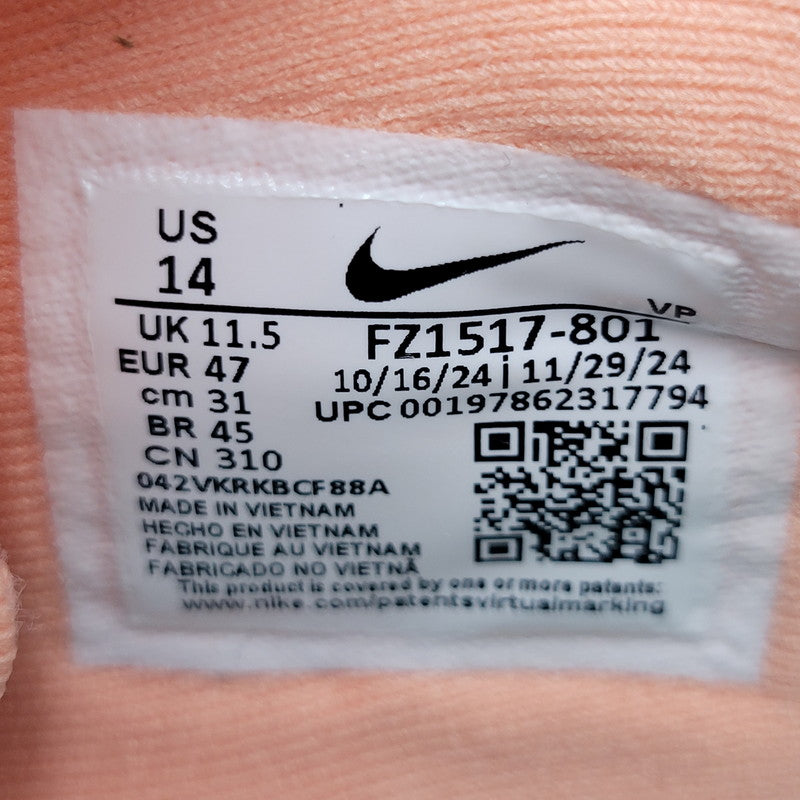 US
14
VP
UK 11.5
FZ1517-801
EUR 47
10/16/24 | 11/29/24
cm 31
UPC 00197862317794
BR 45
CN 310
042VKRKBCF88A
MADE IN VIETNAM
HECHO EN VIETNAM
FABRIQUE AU VIETNAM
FABRICADO NO VIETNÃ
This product is covered by one or more patents:
www.nike.com/patentsvirtualmarking